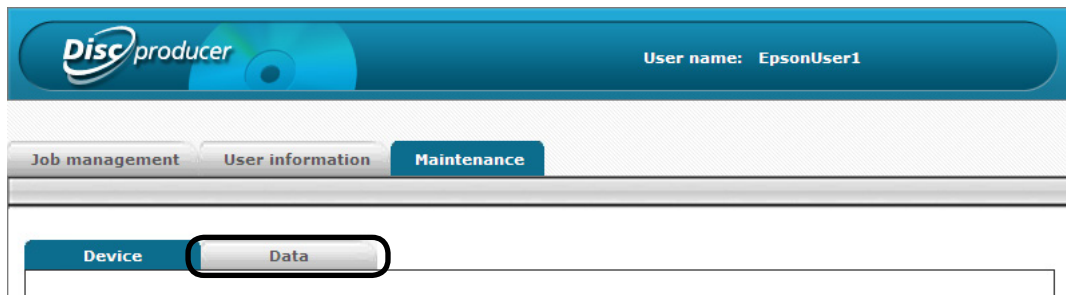 Disc producer
User name: EpsonUser1
Job management User information Maintenance
Device Data